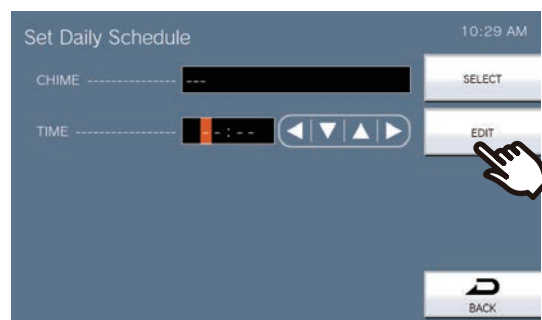 Set Daily Schedule 10:29 AM
CHIME --------------- --- SELECT
TIME ---------------- --:-- EDIT
BACK